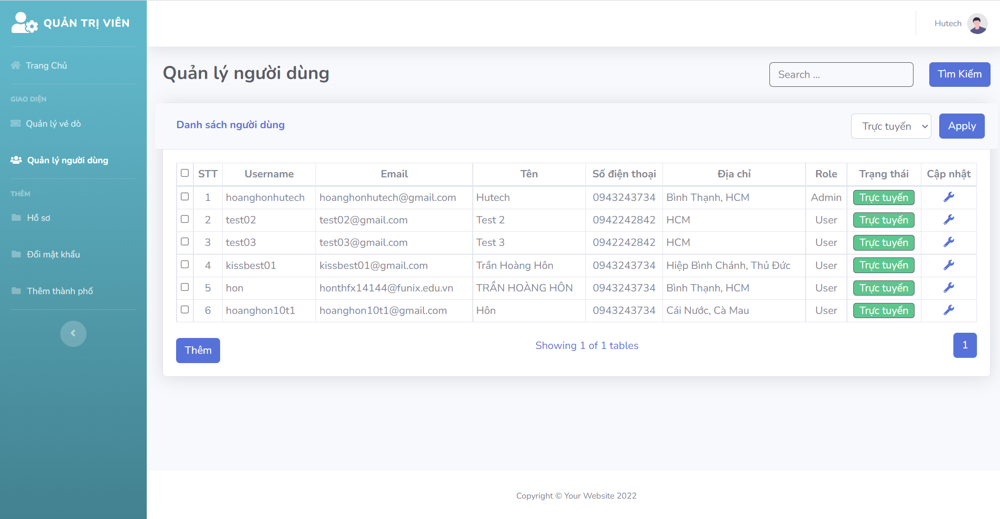 QUẢN TRỊ VIÊN
Trang Chủ
GIAO DIỆN
Quản lý vé dò
Quản lý người dùng
THÊM
Hồ sơ
Đổi mật khẩu
Thêm thành phố
Hutech
Quản lý người dùng
Search ...
Tìm Kiếm
Danh sách người dùng
Trực tuyến
Apply
STT Username Email Tên Số điện thoại Địa chỉ Role Trạng thái Cập nhật
1 hoanghonhutech hoanghonhutech@gmail.com Hutech 0943243734 Bình Thạnh, HCM Admin Trực tuyến
2 test02 test02@gmail.com Test 2 0942242842 HCM User Trực tuyến
3 test03 test03@gmail.com Test 3 0942242842 HCM User Trực tuyến
4 kissbest01 kissbest01@gmail.com Trần Hoàng Hôn 0943243734 Hiệp Bình Chánh, Thủ Đức User Trực tuyến
5 hon honthfx14144@funix.edu.vn TRẦN HOÀNG HÔN 0943243734 Bình Thạnh, HCM User Trực tuyến
6 hoanghon10t1 hoanghon10t1@gmail.com Hôn 0943243734 Cái Nước, Cà Mau User Trực tuyến
Thêm
Showing 1 of 1 tables
1
Copyright © Your Website 2022